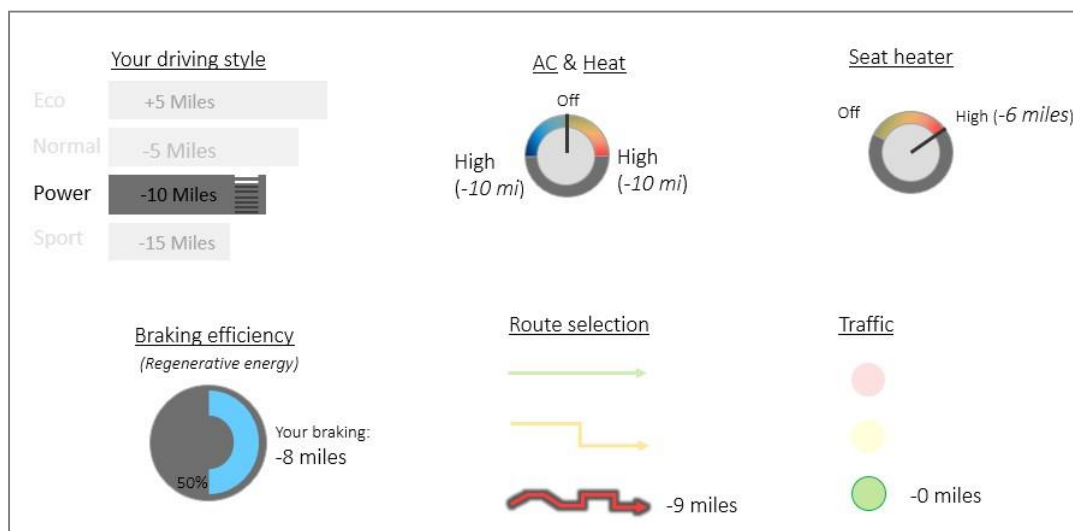 Your driving style
Eco +5 Miles
Normal -5 Miles
Power -10 Miles
Sport -15 Miles
AC & Heat
Off
High
(-10 mi)
High
(-10 mi)
Seat heater
Off
High (-6 miles)
Braking efficiency
(Regenerative energy)
50%
Your braking:
-8 miles
Route selection
-9 miles
Traffic
-0 miles